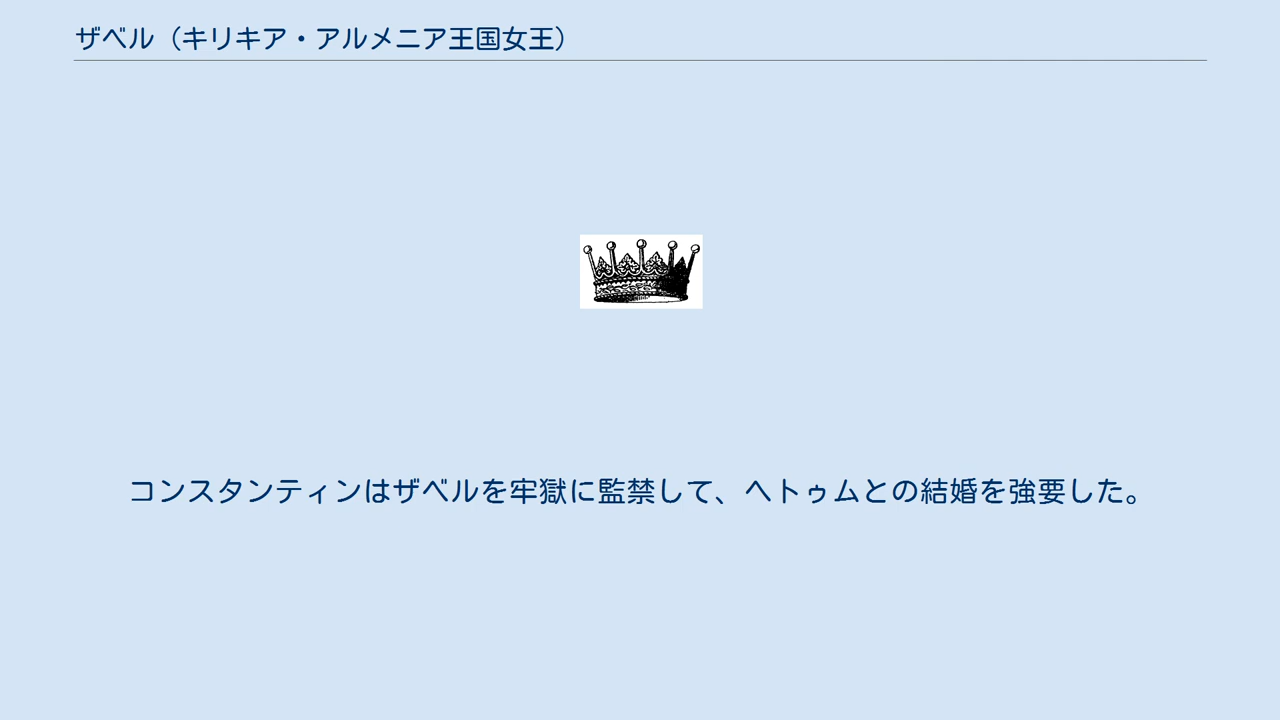 ザベル（キリキア・アルメニア王国女王）
コンスタンティンはザベルを牢獄に監禁して、ヘトゥムとの結婚を強要した。